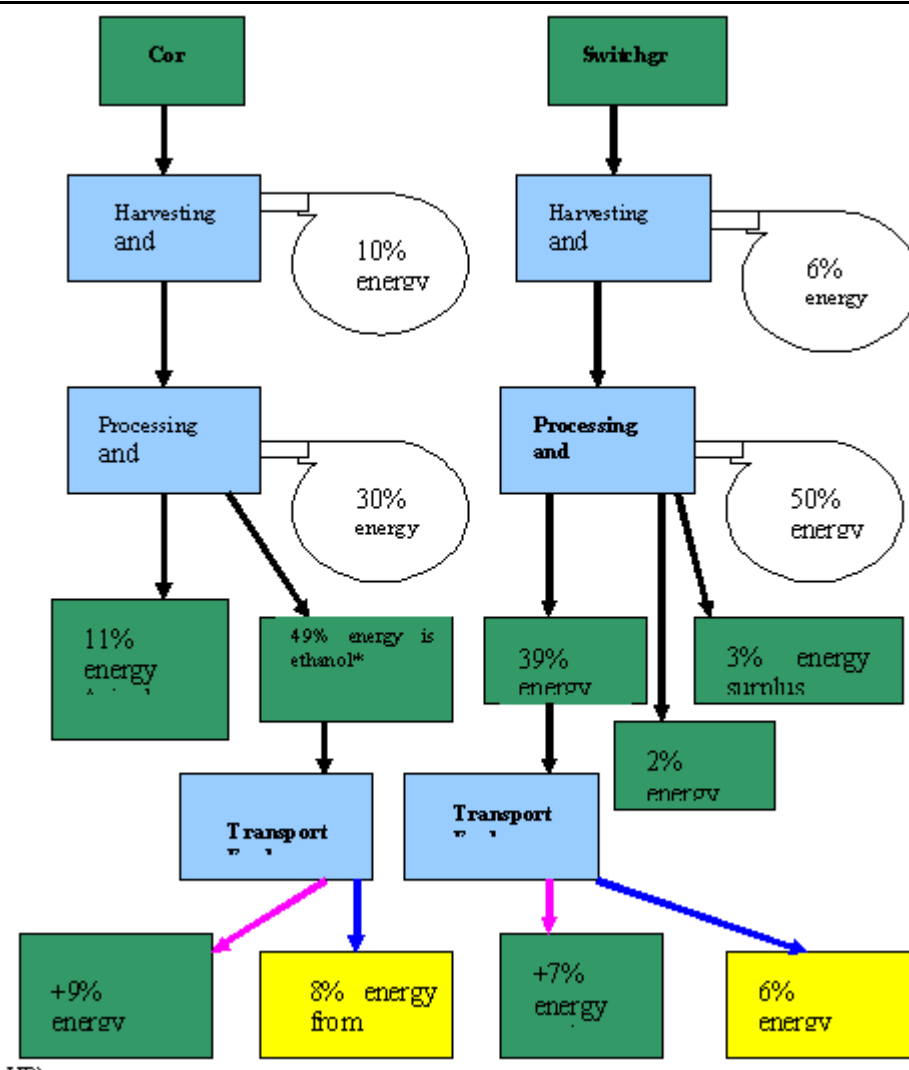 Cor
Switchgr
Harvesting
and
10%
energy
Harvesting
and
6%
energy
Processing
and
30%
energy
Processing
and
50%
energy
11%
energy
49% energy is
ethanol*
39%
energy
3% energy
surplus
2%
energy
Transport
Transport
+9%
energy
8% energy
from
+7%
energy
6%
energy